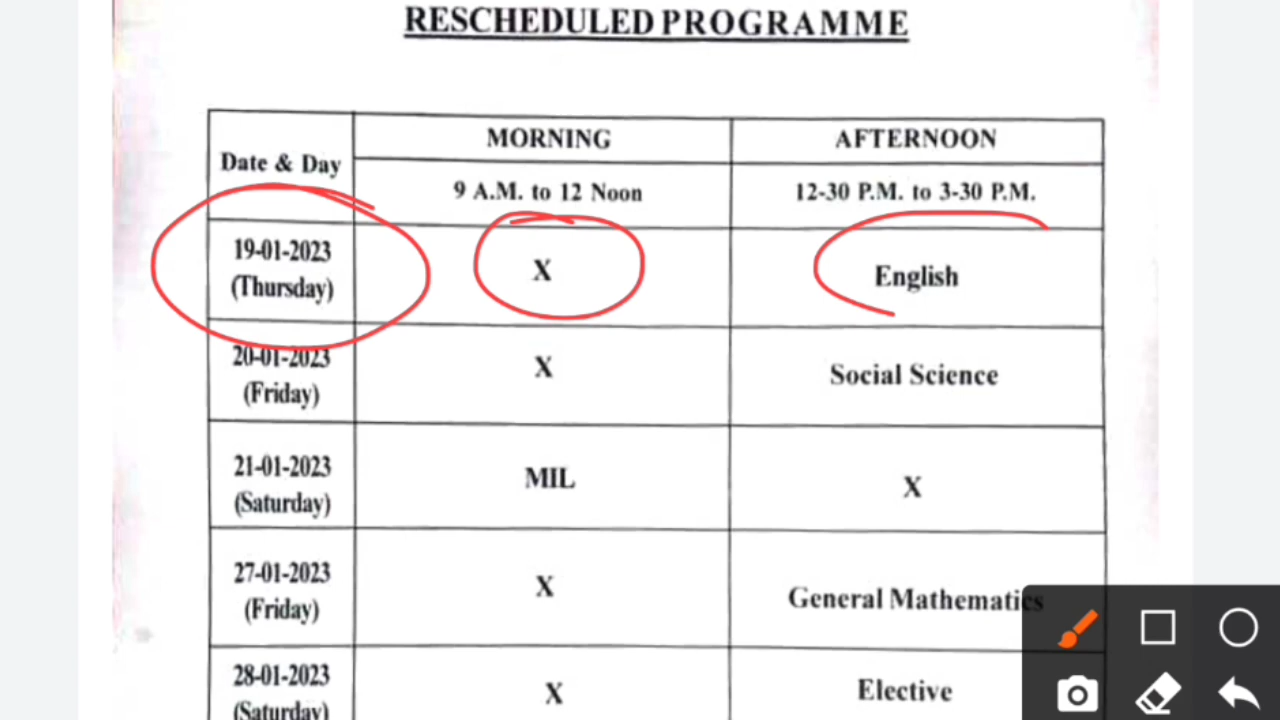 RESCHEDULED PROGRAMME
Date & Day
MORNING
AFTERNOON
9 A.M. to 12 Noon
12-30 P.M. to 3-30 P.M.
19-01-2023
(Thursday)
X
English
20-01-2023
(Friday)
X
Social Science
21-01-2023
(Saturday)
MIL
X
27-01-2023
(Friday)
X
General Mathematics
28-01-2023
(Saturday)
X
Elective